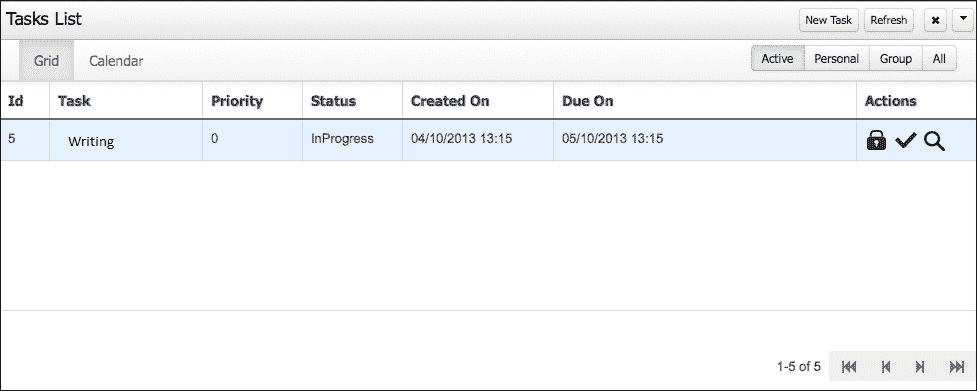 Tasks List New Task Refresh
Grid Calendar Active Personal Group All
Id Task Priority Status Created On Due On Actions
5 Writing 0 InProgress 04/10/2013 13:15 05/10/2013 13:15
1-5 of 5